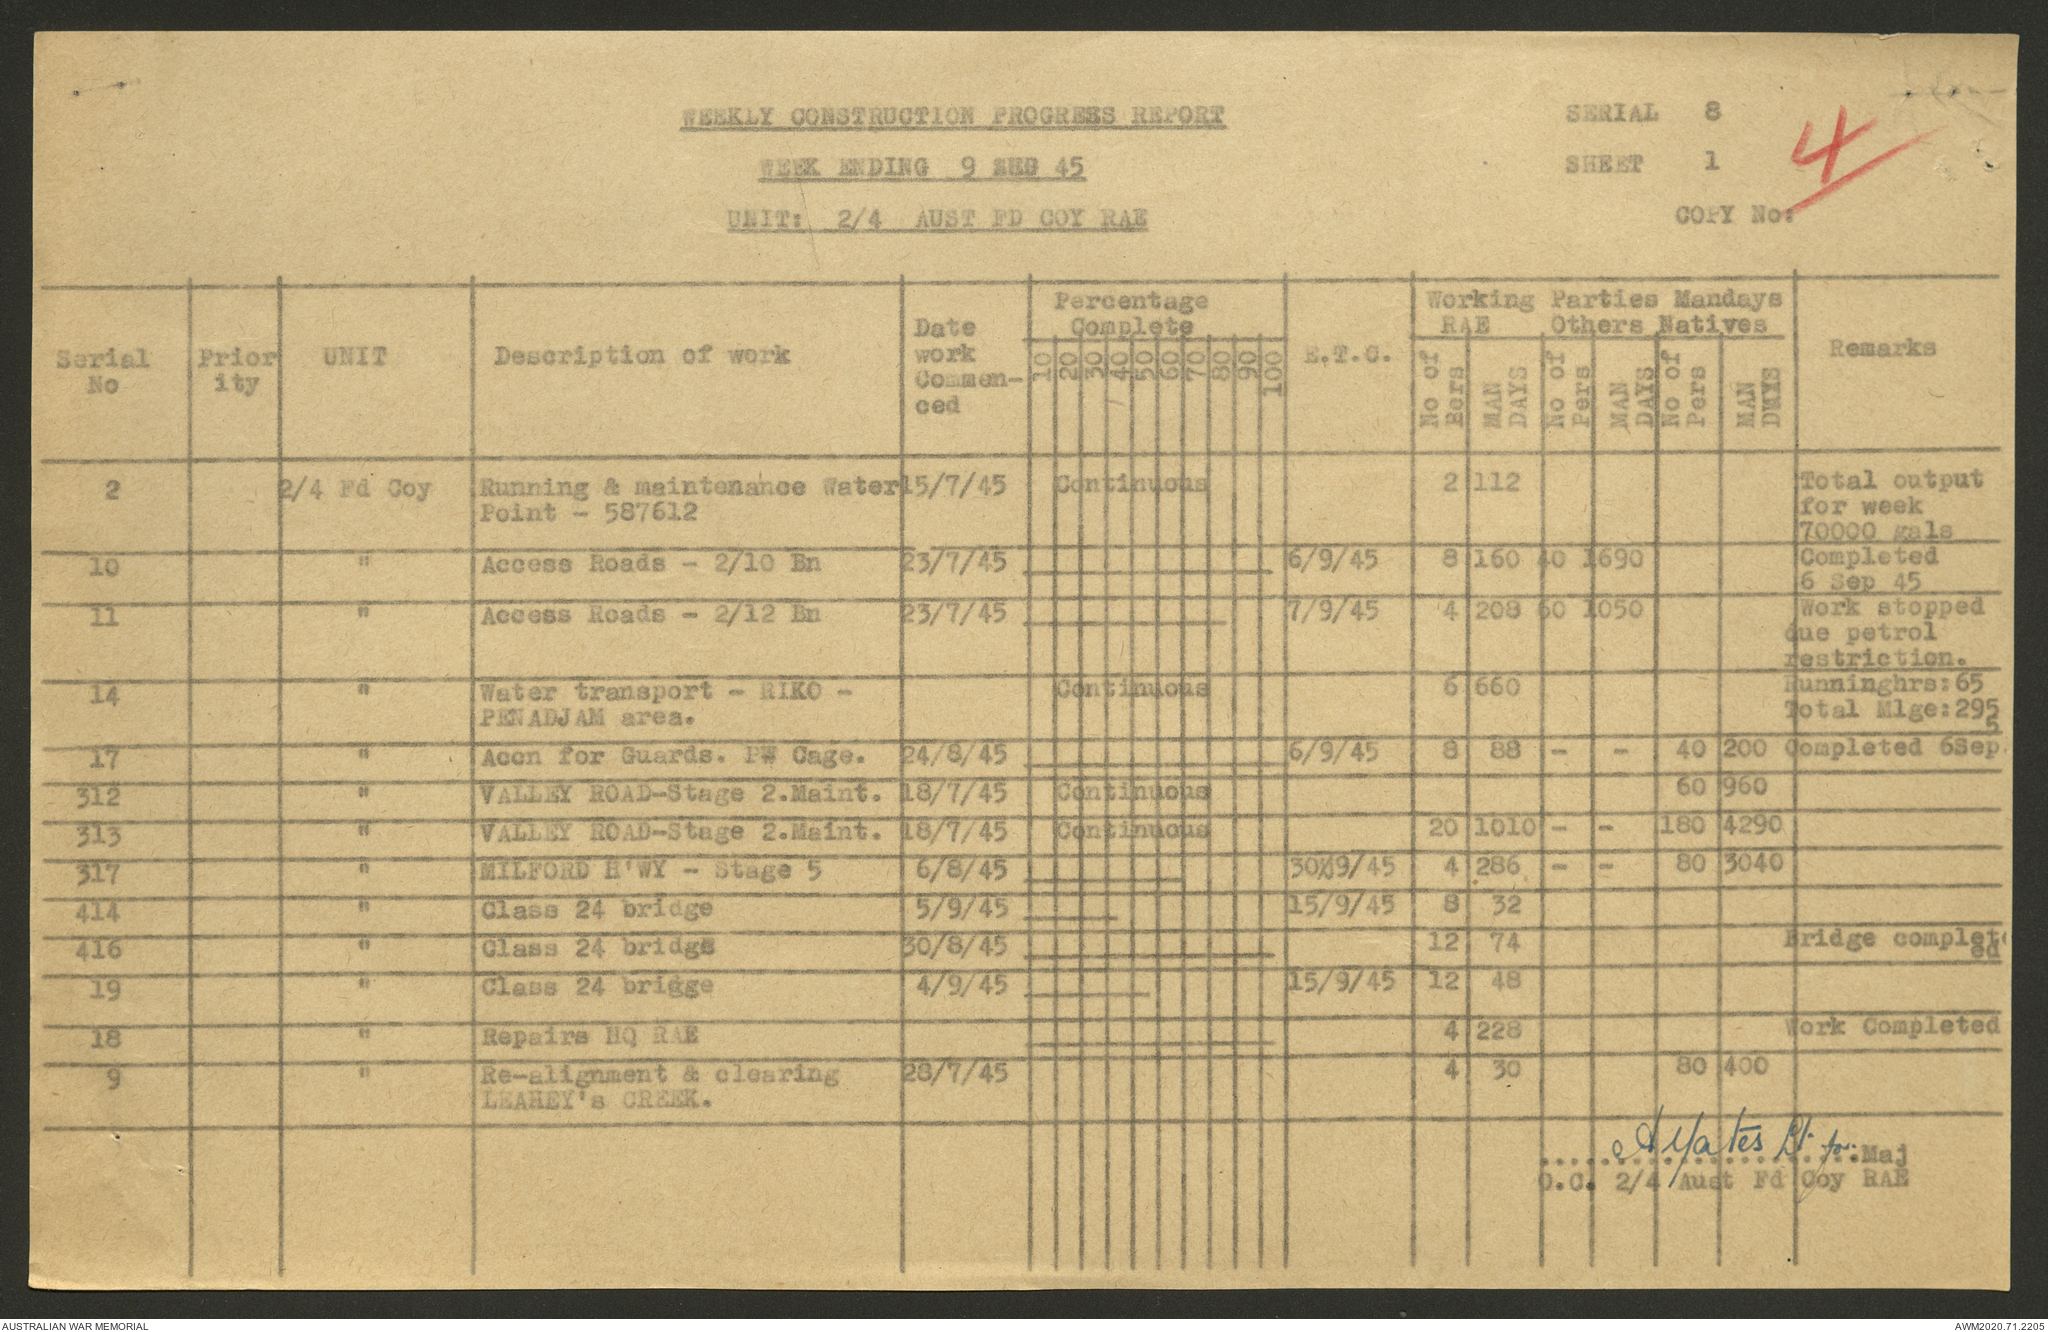 WEEKLY CONSTRUCTION PROGRESS REPORT
SERIAL 8
WEEK ENDING 9 45
SHEET 1
4
UNIT: 2/4 AUST FD COY RAE
COPY No:
Serial No
Prior ity
UNIT
Description of work
Date work Commen- ced
Percentage Complete
10 20 30 40 50 60 70 80 90 100
E.T.C.
Working Parties Mandays
RAE Others Natives
No of Pers
MAN DAYS
No of Pers
MAN DAYS
No of Pers
MAN DAYS
Remarks
2 2/4 Fd Coy Running & maintenance Water 15/7/45 Continuous 2 112 Total output
Point - 587612 for week
70000 gals
10 " Access Roads - 2/10 Bn 23/7/45 6/9/45 8 160 40 1690 Completed
6 Sep 45
11 " Access Roads - 2/12 Bn 23/7/45 7/9/45 4 208 60 1050 Work stopped
due petrol
restriction.
14 " Water transport - RIKO - Continuous 6 660 Runninghrs:65
PENADJAM area. Total Mlge:295
5
17 " Accn for Guards. PW Cage. 24/8/45 6/9/45 8 88 - - 40 200 Completed 6Sep
312 " VALLEY ROAD-Stage 2.Maint. 18/7/45 Continuous 60 960
313 " VALLEY ROAD-Stage 2.Maint. 18/7/45 Continuous 20 1010 - - 180 4290
317 " MILFORD H'WY - Stage 5 6/8/45 30/9/45 4 286 - - 80 3040
414 " Class 24 bridge 5/9/45 15/9/45 8 32
416 " Class 24 bridge 30/8/45 12 74 Bridge complet
ed
19 " Class 24 bridge 4/9/45 15/9/45 12 48
18 " Repairs HQ RAE 4 228 Work Completed
9 " Re-alignment & clearing 28/7/45 4 30 80 400
LEAHEY's CREEK.
A Yates Lt for Maj
O.C. 2/4 Aust Fd Coy RAE
AUSTRALIAN WAR MEMORIAL
AWM2020.71.2205